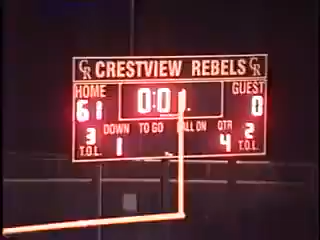 CR CRESTVIEW REBELS CR
HOME 0:01 GUEST
61 0
DOWN TO GO BALL ON QTR
3 1 4 2
T.O.L. T.O.L.